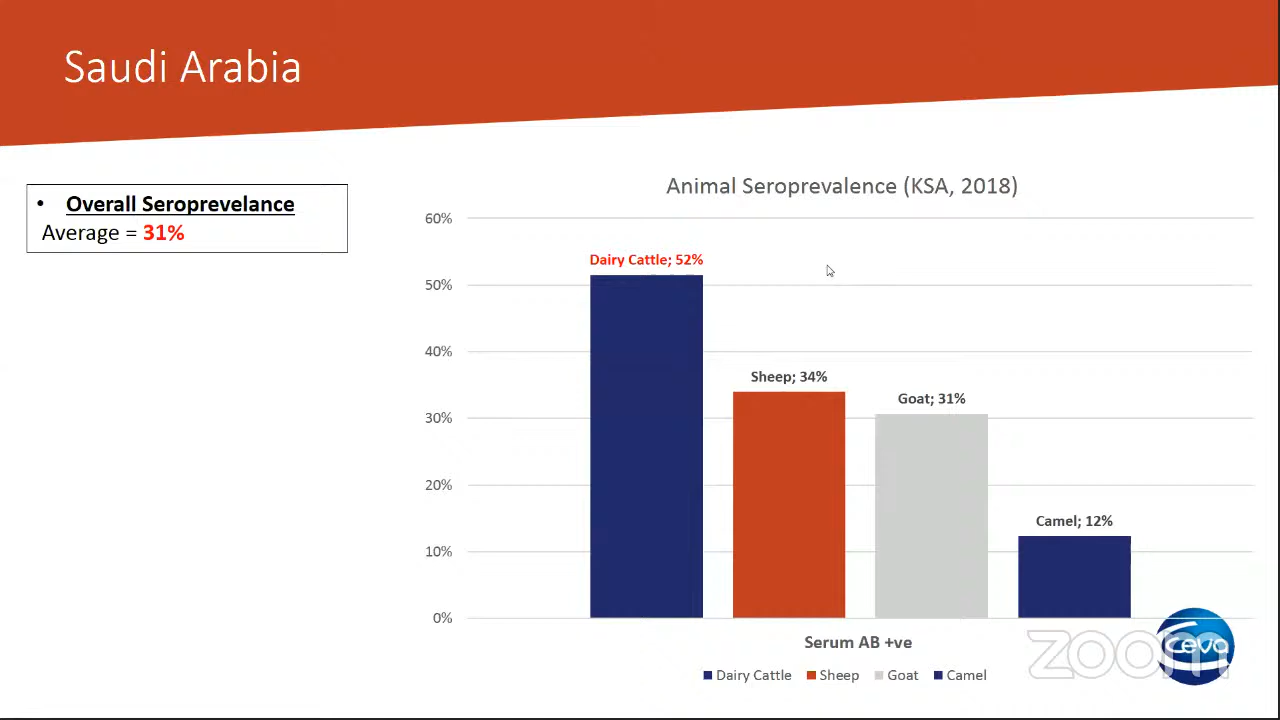 Saudi Arabia
• Overall Seroprevelance
Average = 31%
Animal Seroprevalence (KSA, 2018)
60%
50%
40%
30%
20%
10%
0%
Dairy Cattle; 52%
Sheep; 34%
Goat; 31%
Camel; 12%
Serum AB +ve
Dairy Cattle Sheep Goat Camel
zoom
Ceva